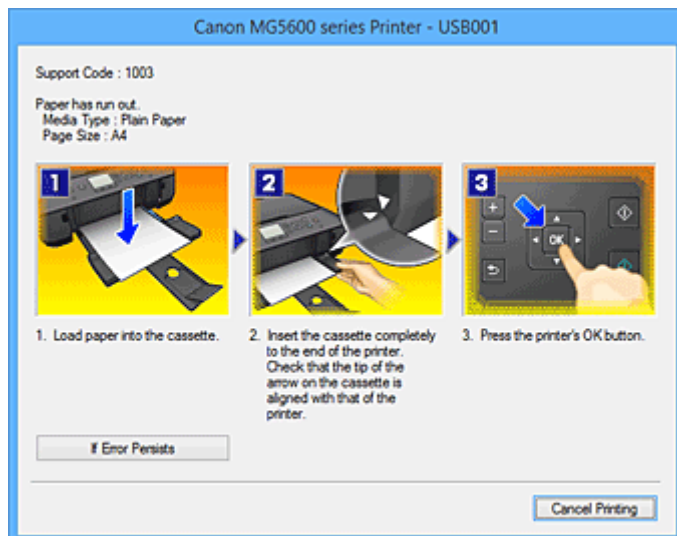 Canon MG5600 series Printer - USB001
Support Code : 1003
Paper has run out.
Media Type : Plain Paper
Page Size : A4
1
2
3
+
-
OK
1. Load paper into the cassette.
2. Insert the cassette completely
to the end of the printer.
Check that the tip of the
arrow on the cassette is
aligned with that of the
printer.
3. Press the printer's OK button.
If Error Persists
Cancel Printing